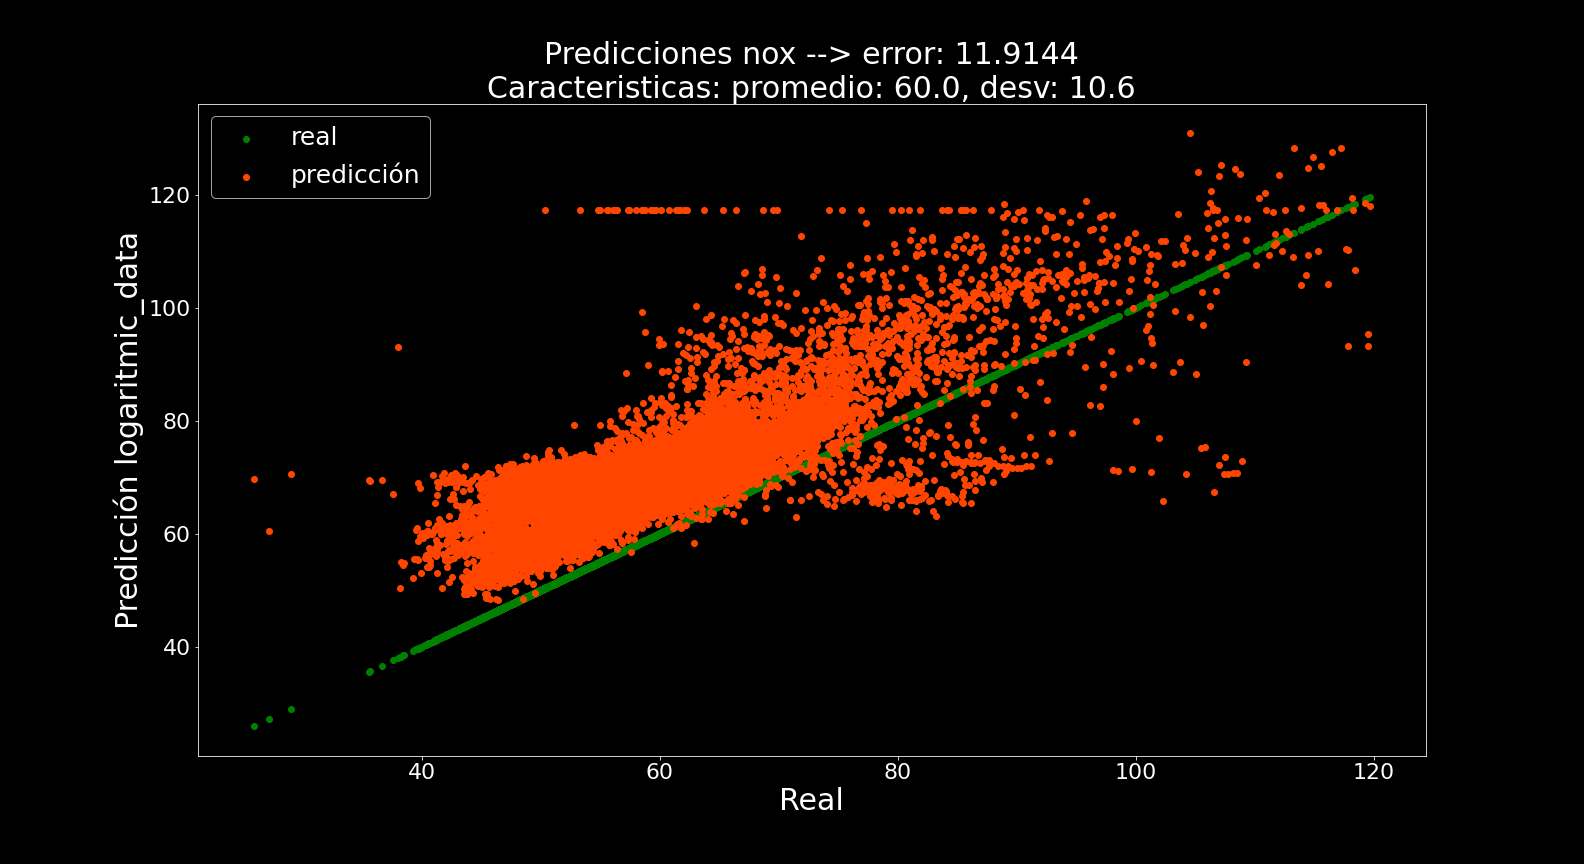 Predicciones nox --> error: 11.9144
Caracteristicas: promedio: 60.0, desv: 10.6
real
predicción
120
100
80
60
40
Predicción logaritmic_data
40 60 80 100 120
Real